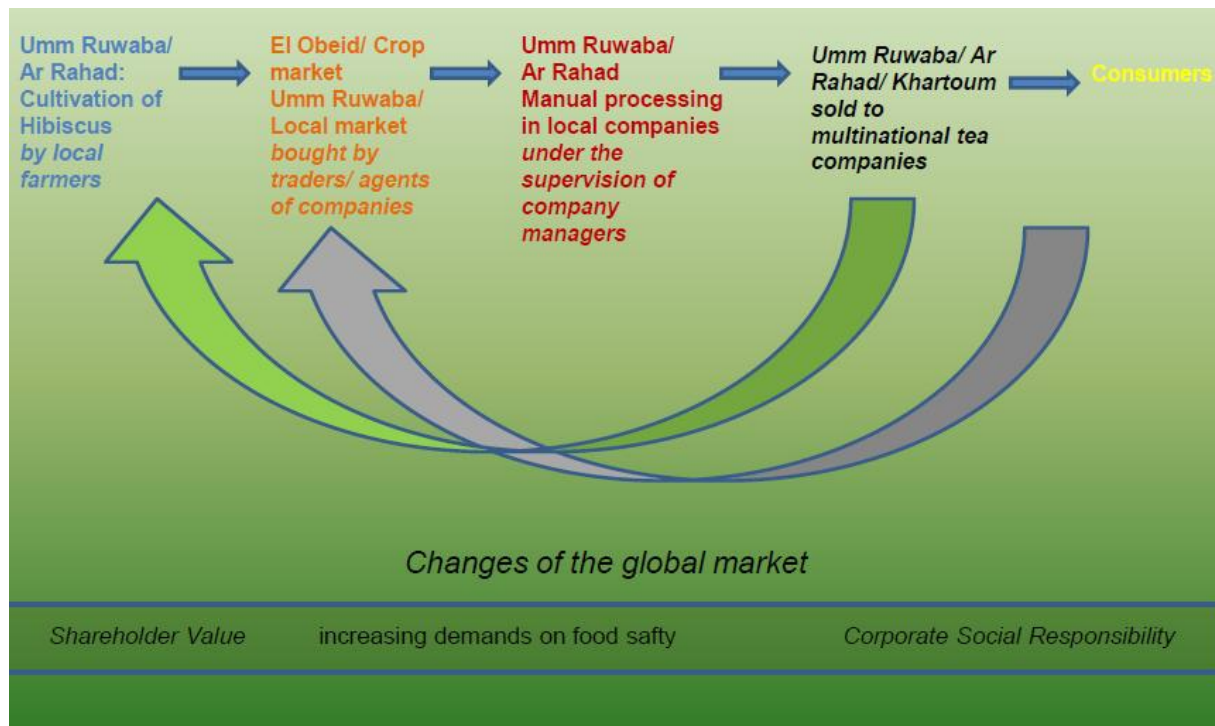 Umm Ruwaba/
Ar Rahad:
Cultivation of
Hibiscus
by local
farmers
El Obeid/ Crop
market
Umm Ruwaba/
Local market
bought by
traders/ agents
of companies
Umm Ruwaba/
Ar Rahad
Manual processing
in local companies
under the
supervision of
company
managers
Umm Ruwaba/ Ar
Rahad/ Khartoum
sold to
multinational tea
companies
Consumers
Changes of the global market
Shareholder Value
increasing demands on food safty
Corporate Social Responsibility